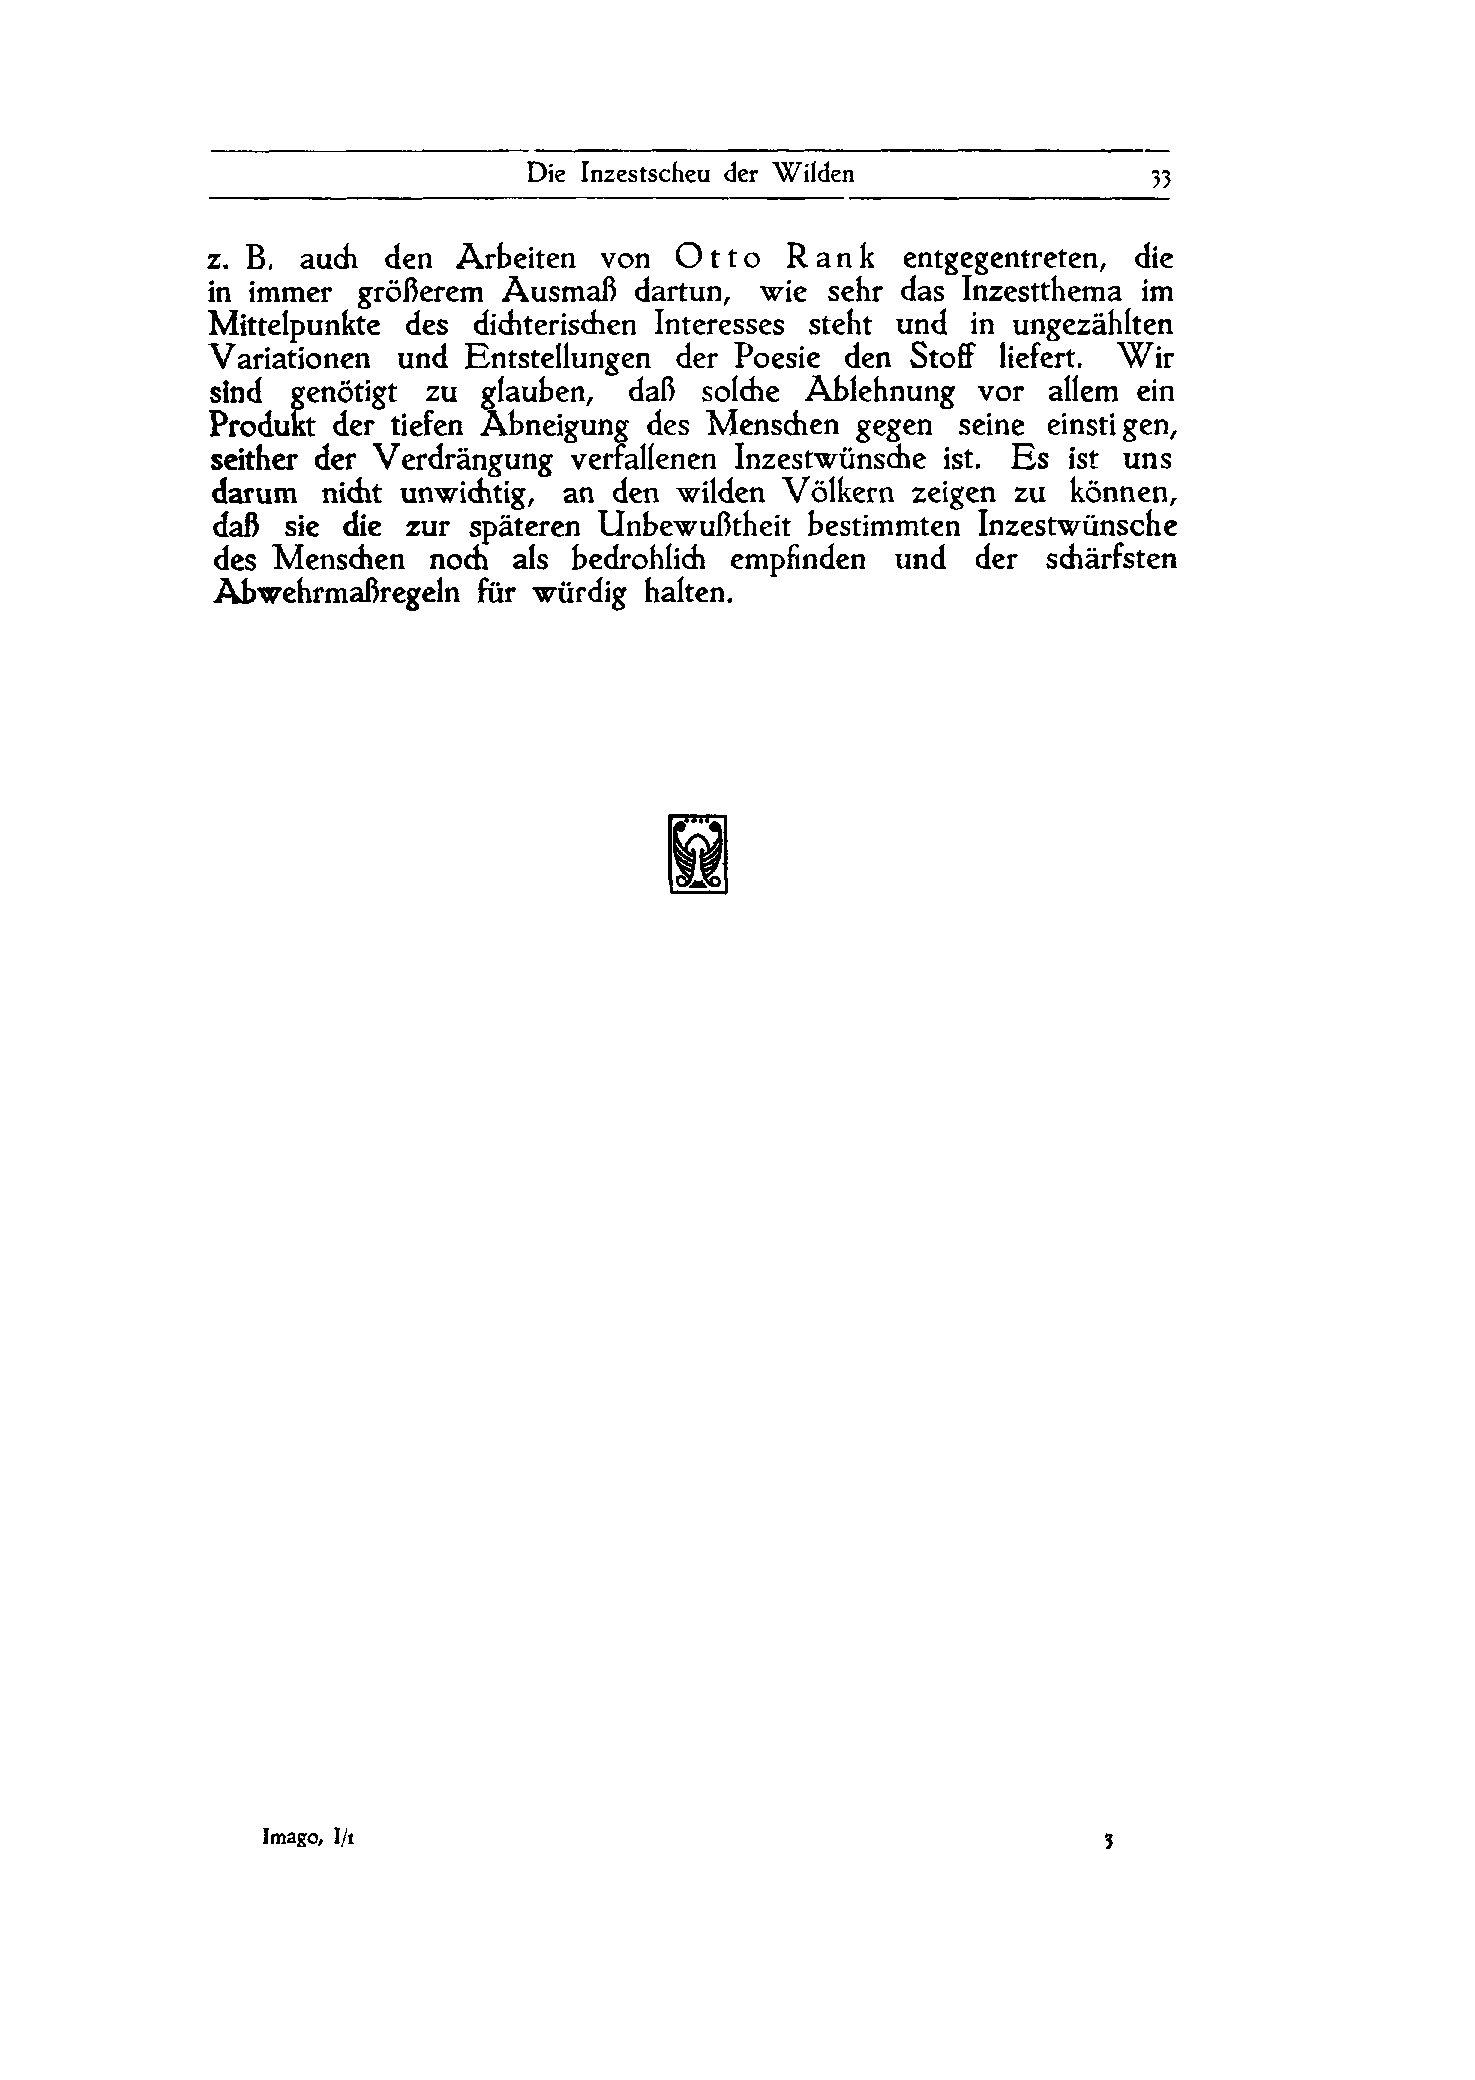 Die Inzestscheu der Wilden 33
z. B. auch den Arbeiten von Otto Rank entgegentreten, die
in immer größerem Ausmaß dartun, wie sehr das Inzestthema im
Mittelpunkte des dichterischen Interesses steht und in ungezählten
Variationen und Entstellungen der Poesie den Stoff liefert. Wir
sind genötigt zu glauben, daß solche Ablehnung vor allem ein
Produkt der tiefen Abneigung des Menschen gegen seine einstigen,
seither der Verdrängung verfallenen Inzestwünsche ist. Es ist uns
darum nicht unwichtig, an den wilden Völkern zeigen zu können,
daß sie die zur späteren Unbewußtheit bestimmten Inzestwünsche
des Menschen noch als bedrohlich empfinden und der schärfsten
Abwehrmaßregeln für würdig halten.
Imago, I/1 3